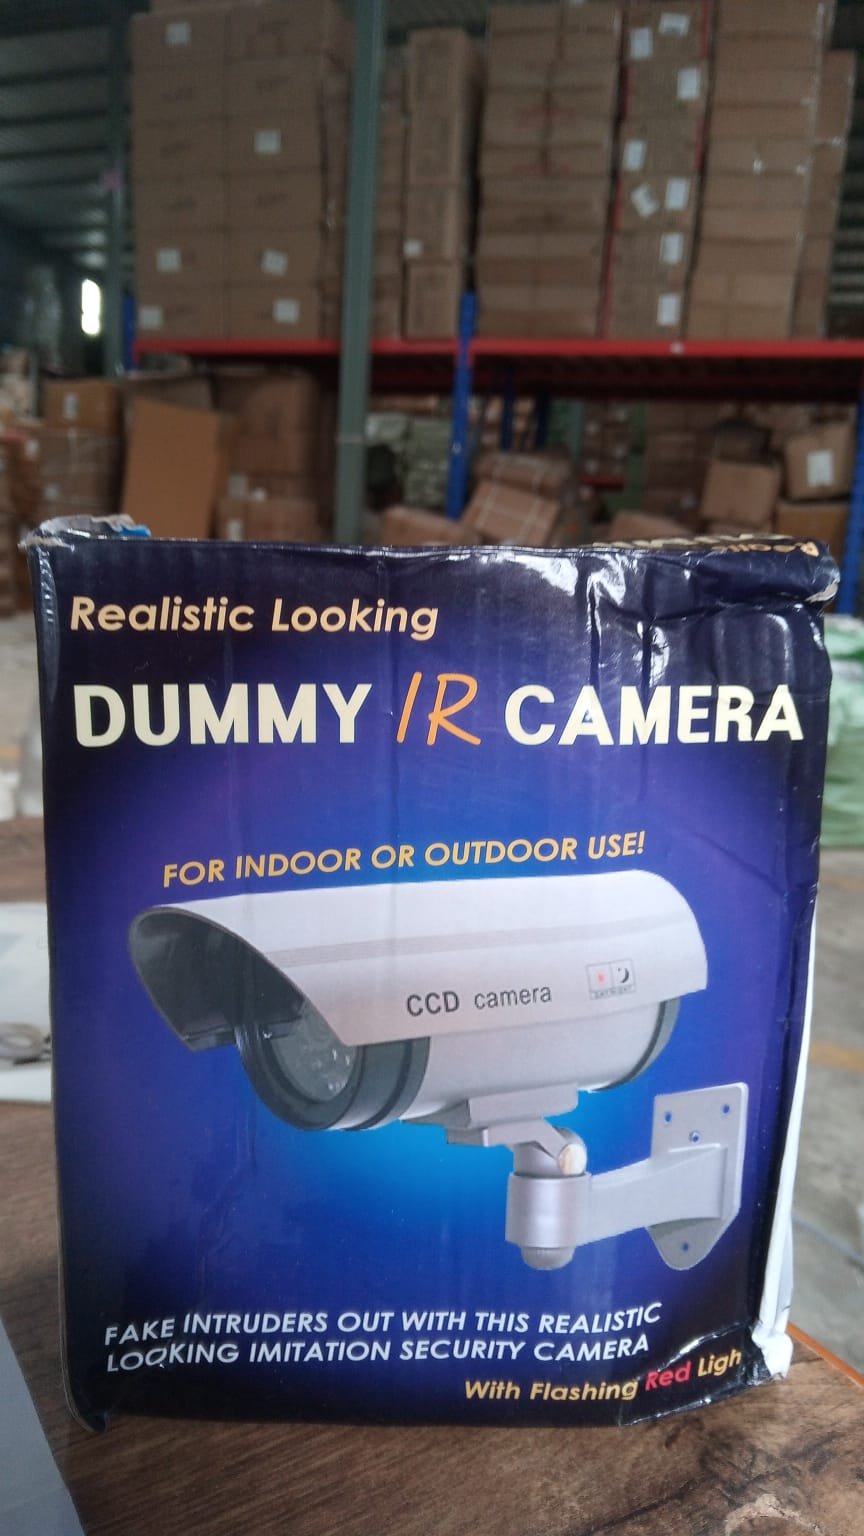 Realistic Looking
DUMMY IR CAMERA
FOR INDOOR OR OUTDOOR USE!
CCD camera
FAKE INTRUDERS OUT WITH THIS REALISTIC
LOOKING IMITATION SECURITY CAMERA
With Flashing Red Ligh